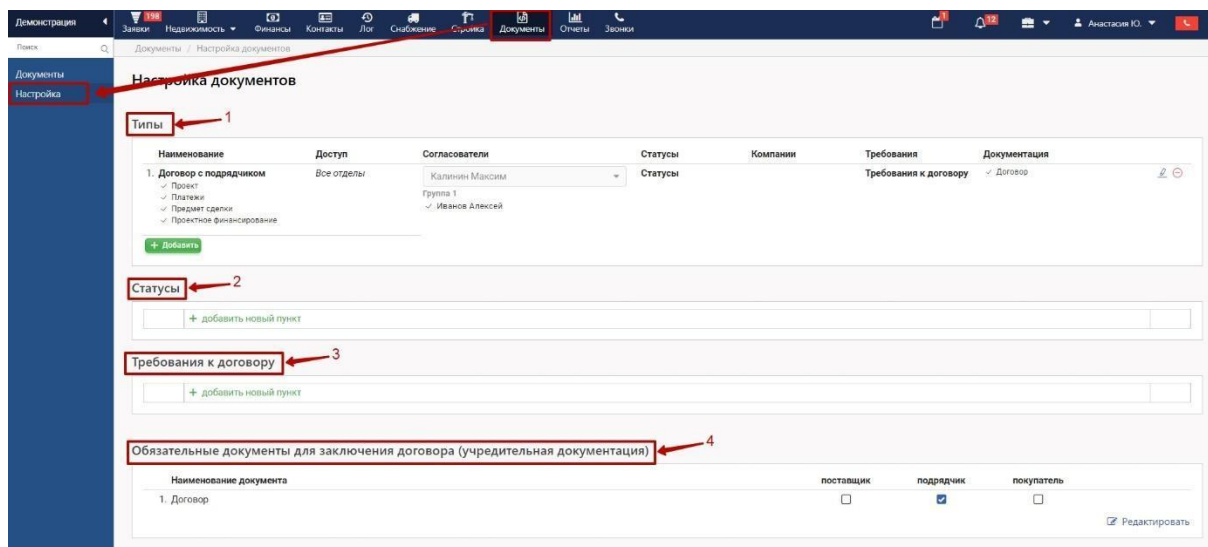 Демонстрация
198
Заявки
Недвижимость
Финансы
Контакты
Лог
Снабжение
Стройка
Документы
Отчеты
Звонки
1
12
Анастасия Ю.
Поиск
Документы / Настройка документов
Документы
Настройка
Настройка документов
Типы
1
Наименование Доступ Согласователи Статусы Компании Требования Документация
1. Договор с подрядчиком Все отделы Калинин Максим Статусы Требования к договору Договор
Проект
Платежи
Предмет сделки
Проектное финансирование
Группа 1
Иванов Алексей
+ Добавить
Статусы
2
+ добавить новый пункт
Требования к договору
3
+ добавить новый пункт
Обязательные документы для заключения договора (учредительная документация)
4
Наименование документа поставщик подрядчик покупатель
1. Договор
Редактировать